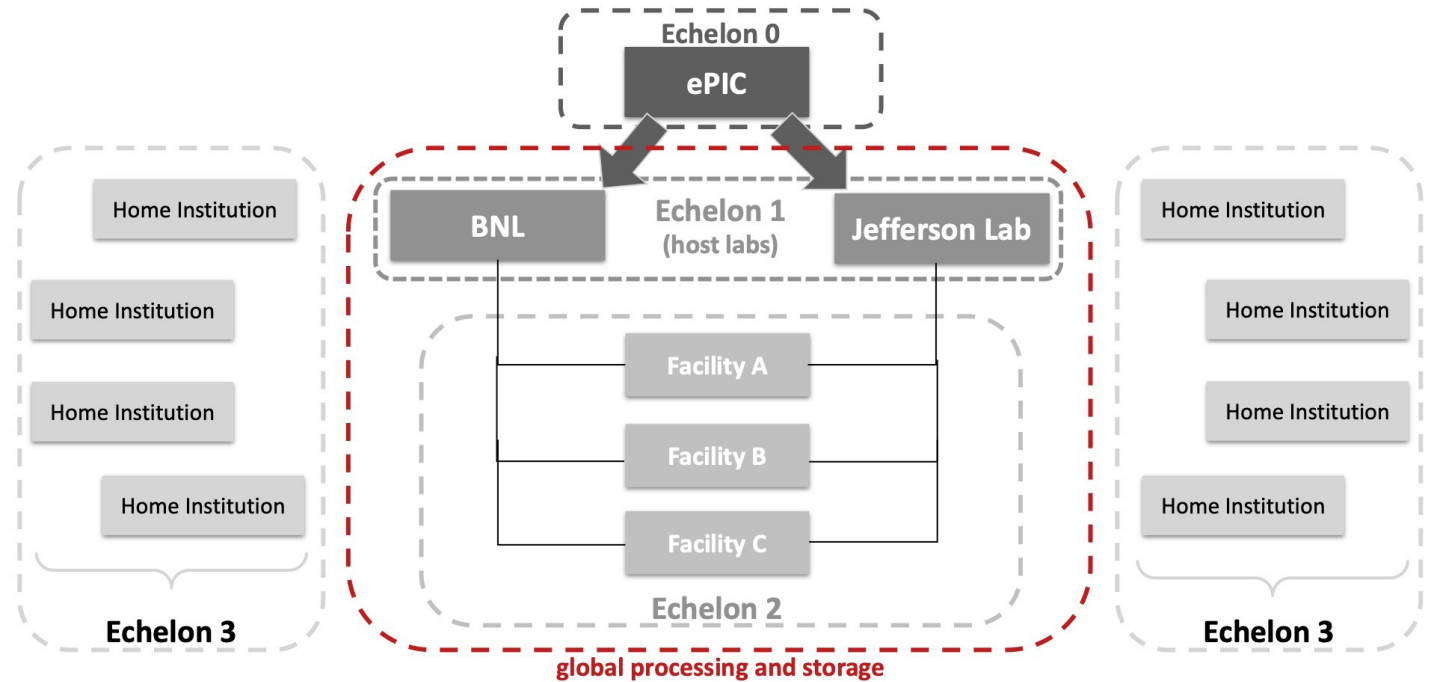 Echelon 0
ePIC
BNL
Echelon 1
(host labs)
Jefferson Lab
Home Institution
Home Institution
Home Institution
Home Institution
Echelon 3
Facility A
Facility B
Facility C
Echelon 2
global processing and storage
Home Institution
Home Institution
Home Institution
Home Institution
Echelon 3